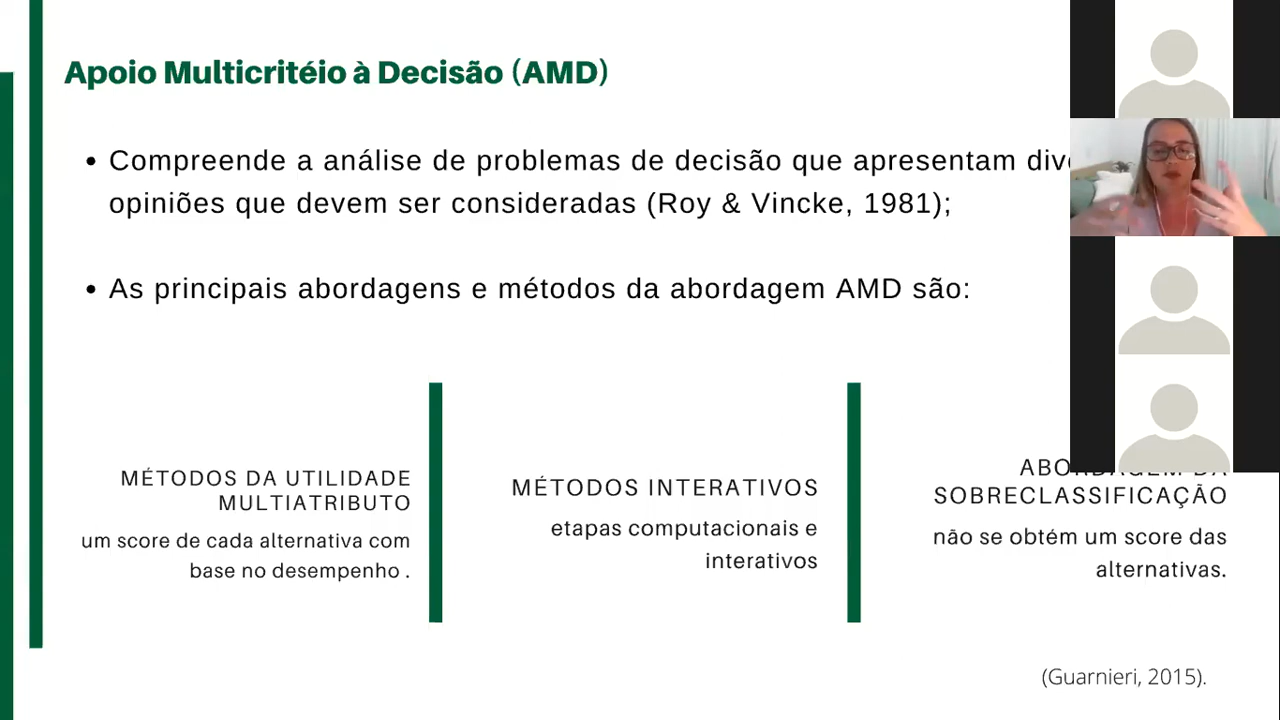 Apoio Multicritéio à Decisão (AMD)
• Compreende a análise de problemas de decisão que apresentam
opiniões que devem ser consideradas (Roy & Vincke, 1981);
• As principais abordagens e métodos da abordagem AMD são:
MÉTODOS DA UTILIDADE
MULTIATRIBUTO
um score de cada alternativa com
base no desempenho .
MÉTODOS INTERATIVOS
etapas computacionais e
interativos
ABORDAGEM DA
SOBRECLASSIFICAÇÃO
não se obtém um score das
alternativas.
(Guarnieri, 2015).